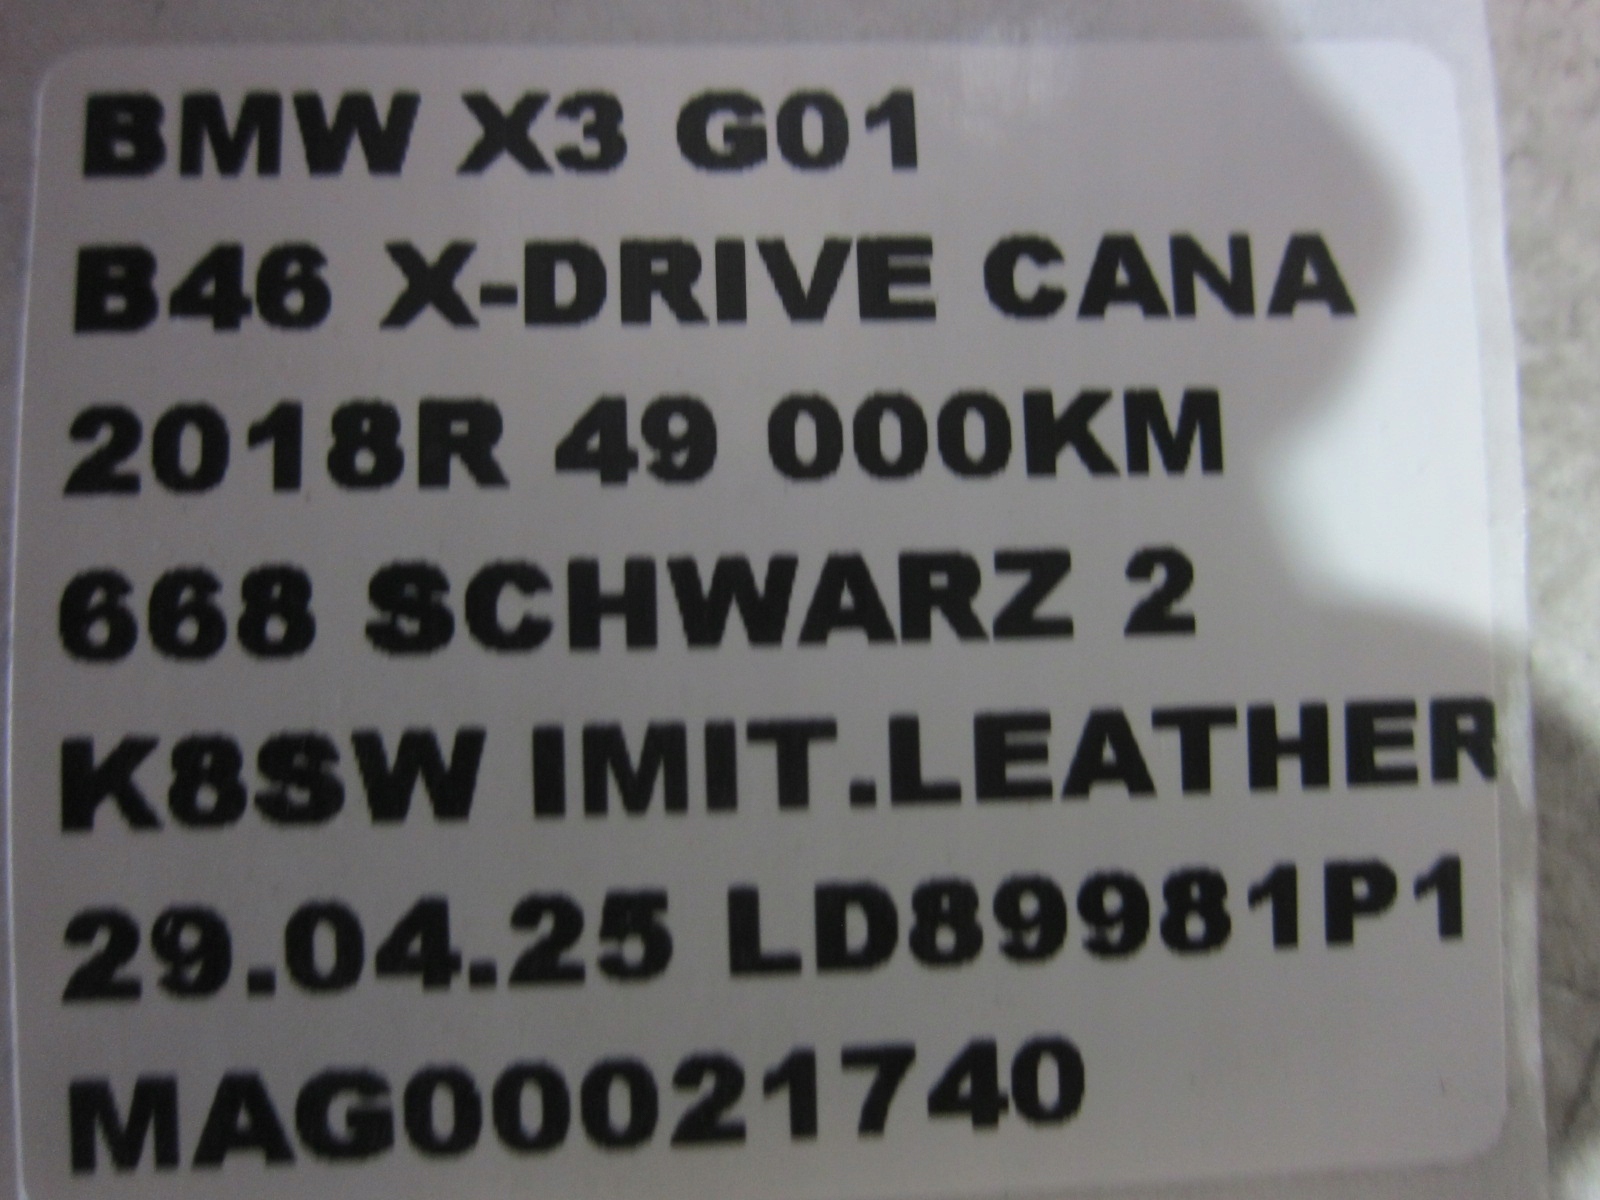 BMW X3 G01
B46 X-DRIVE CANA
2018R 49 000KM
668 SCHWARZ 2
K8SW IMIT.LEATHER
29.04.25 LD89981P1
MAG00021740